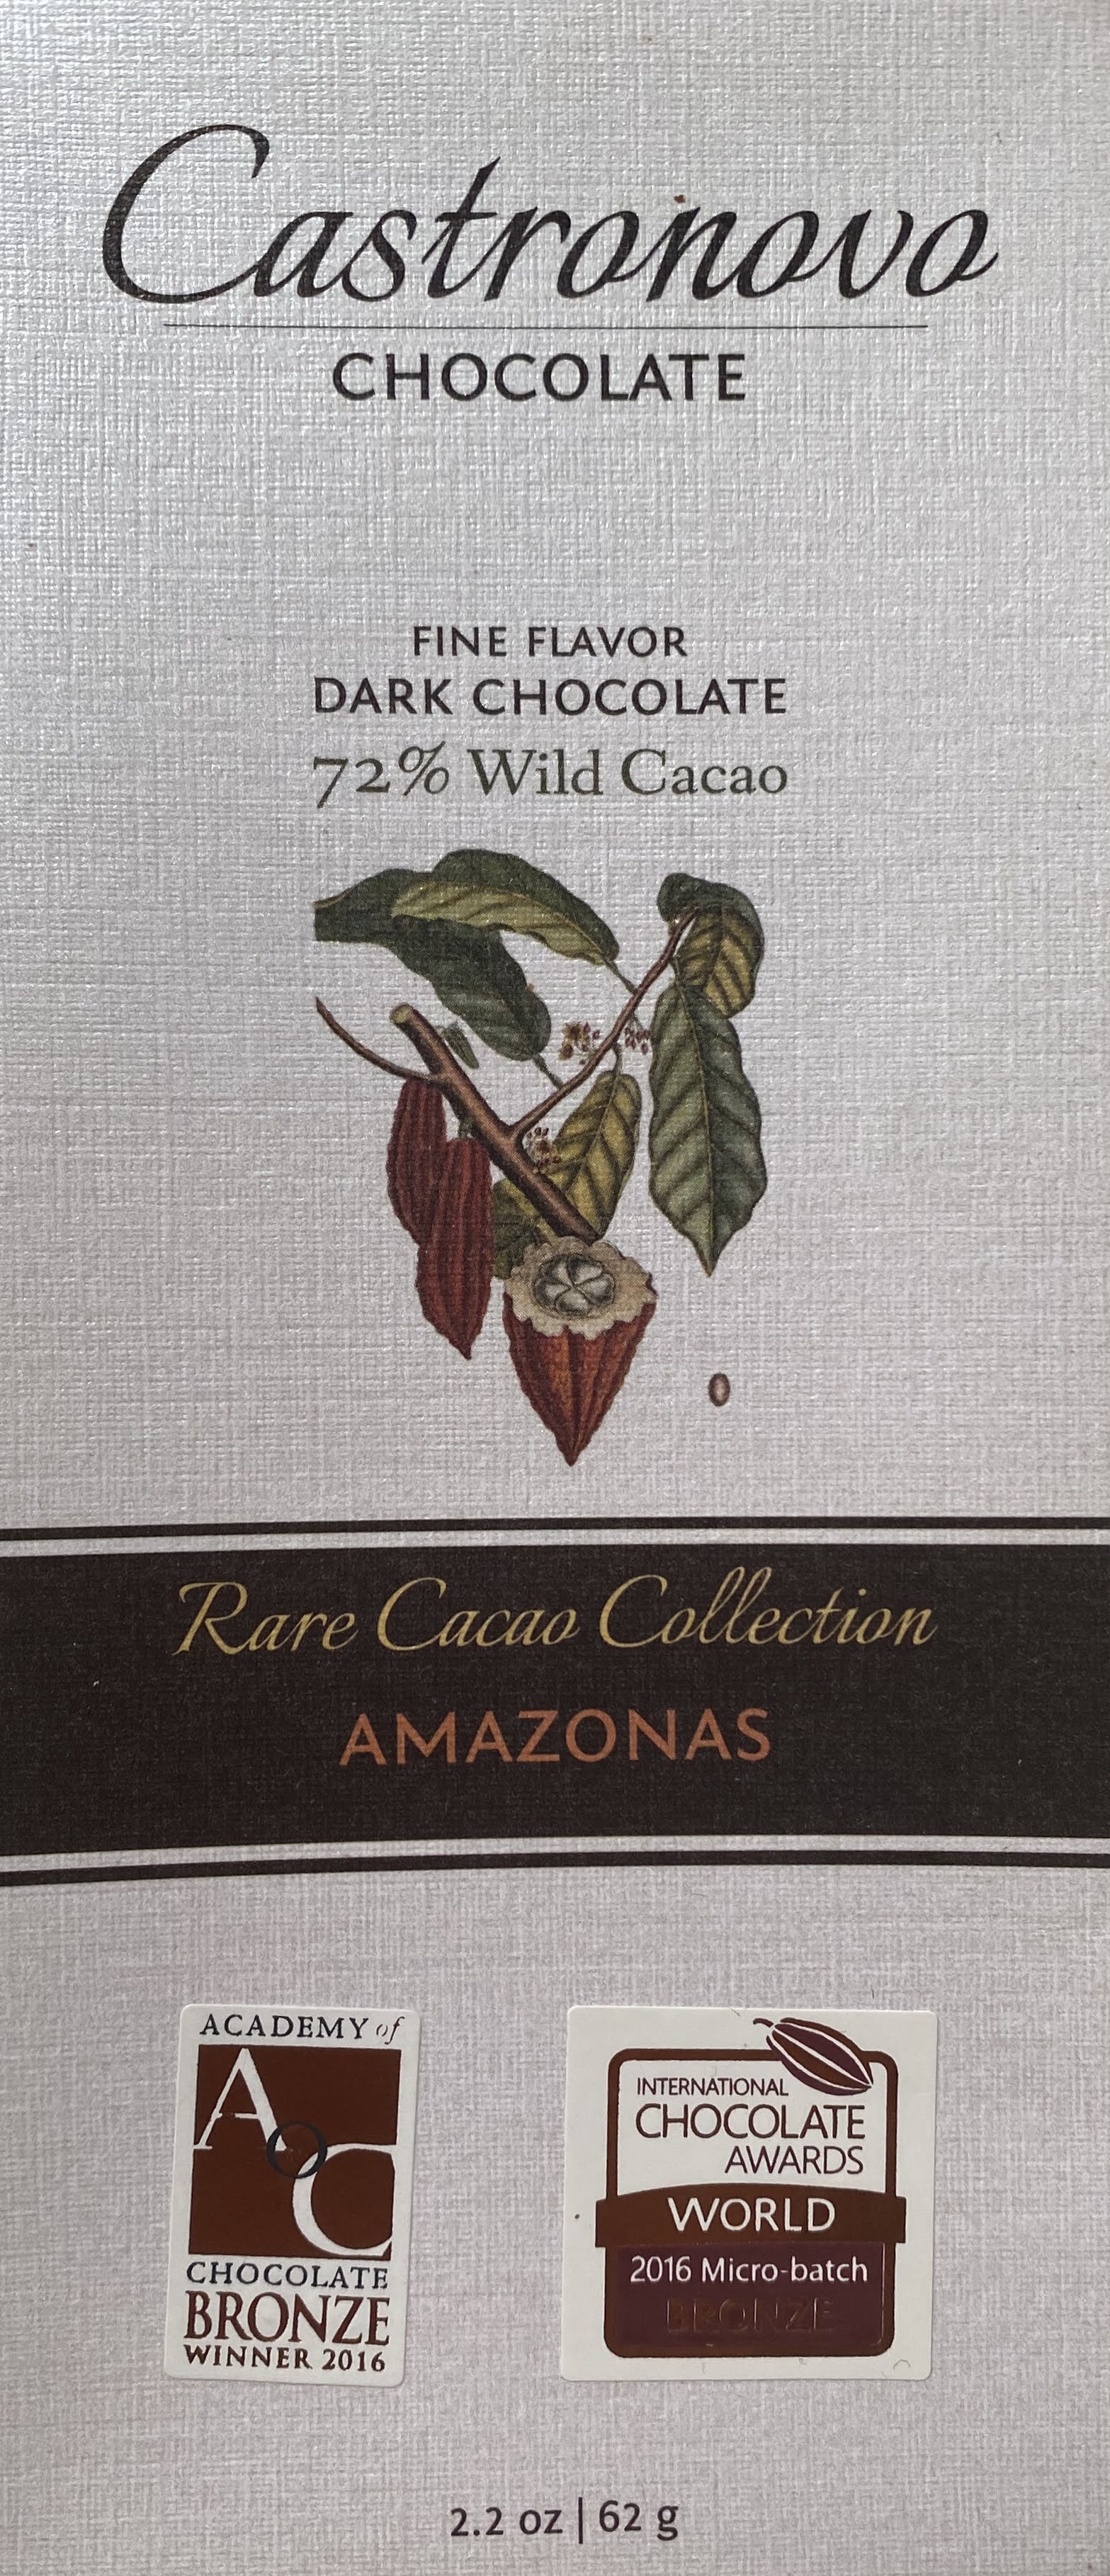 Castronovo
CHOCOLATE
FINE FLAVOR
DARK CHOCOLATE
72% Wild Cacao
Rare Cacao Collection
AMAZONAS
ACADEMY of
AoC
CHOCOLATE
BRONZE
WINNER 2016
INTERNATIONAL
CHOCOLATE
AWARDS
WORLD
2016 Micro-batch
BRONZE
2.2 oz | 62 g